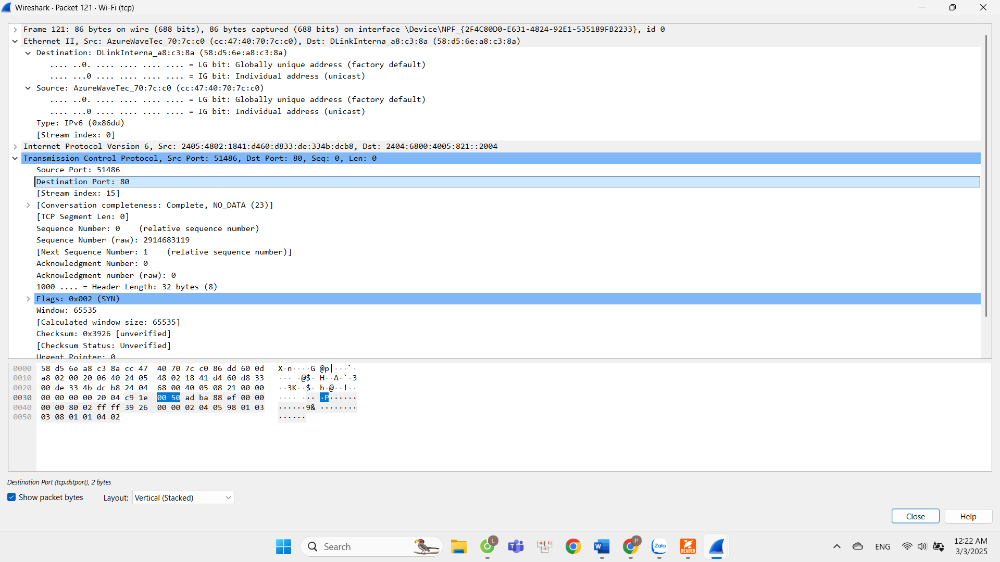 Wireshark · Packet 121 · Wi-Fi (tcp)
Frame 121: 86 bytes on wire (688 bits), 86 bytes captured (688 bits) on interface \Device\NPF_{2F4C80D0-E631-4824-92E1-535189FB2233}, id 0
Ethernet II, Src: AzureWaveTec_70:7c:c0 (cc:47:40:70:7c:c0), Dst: DLinkInterna_a8:c3:8a (58:d5:6e:a8:c3:8a)
Destination: DLinkInterna_a8:c3:8a (58:d5:6e:a8:c3:8a)
.... ..0. .... .... .... .... = LG bit: Globally unique address (factory default)
.... ...0 .... .... .... .... = IG bit: Individual address (unicast)
Source: AzureWaveTec_70:7c:c0 (cc:47:40:70:7c:c0)
.... ..0. .... .... .... .... = LG bit: Globally unique address (factory default)
.... ...0 .... .... .... .... = IG bit: Individual address (unicast)
Type: IPv6 (0x86dd)
[Stream index: 0]
Internet Protocol Version 6, Src: 2405:4802:1841:d460:d833:de:334b:dcb8, Dst: 2404:6800:4005:821::2004
Transmission Control Protocol, Src Port: 51486, Dst Port: 80, Seq: 0, Len: 0
Source Port: 51486
Destination Port: 80
[Stream index: 15]
[Conversation completeness: Complete, NO_DATA (23)]
[TCP Segment Len: 0]
Sequence Number: 0    (relative sequence number)
Sequence Number (raw): 2914683119
[Next Sequence Number: 1    (relative sequence number)]
Acknowledgment Number: 0
Acknowledgment number (raw): 0
1000 .... = Header Length: 32 bytes (8)
Flags: 0x002 (SYN)
Window: 65535
[Calculated window size: 65535]
Checksum: 0x3926 [unverified]
[Checksum Status: Unverified]
Urgent Pointer: 0
0000 58 d5 6e a8 c3 8a cc 47 40 70 7c c0 86 dd 60 0d X·n····G @p|···`·
0010 a8 02 00 20 06 40 24 05 48 02 18 41 d4 60 d8 33 ··· ·@$· H··A·`·3
0020 00 de 33 4b dc b8 24 04 68 00 40 05 08 21 00 00 ··3K··$· h·@··!··
0030 00 00 00 00 20 04 c9 1e 00 50 ad ba 88 ef 00 00 ···· ··· ·P······
0040 00 00 80 02 ff ff 39 26 00 00 02 04 05 98 01 03 ······9& ········
0050 03 08 01 01 04 02 ······
Destination Port (tcp.dstport), 2 bytes
Show packet bytes
Layout: Vertical (Stacked)
Close
Help
Search
L
T
u i
n
W
P
Zalo
READER
ENG
12:22 AM
3/3/2025